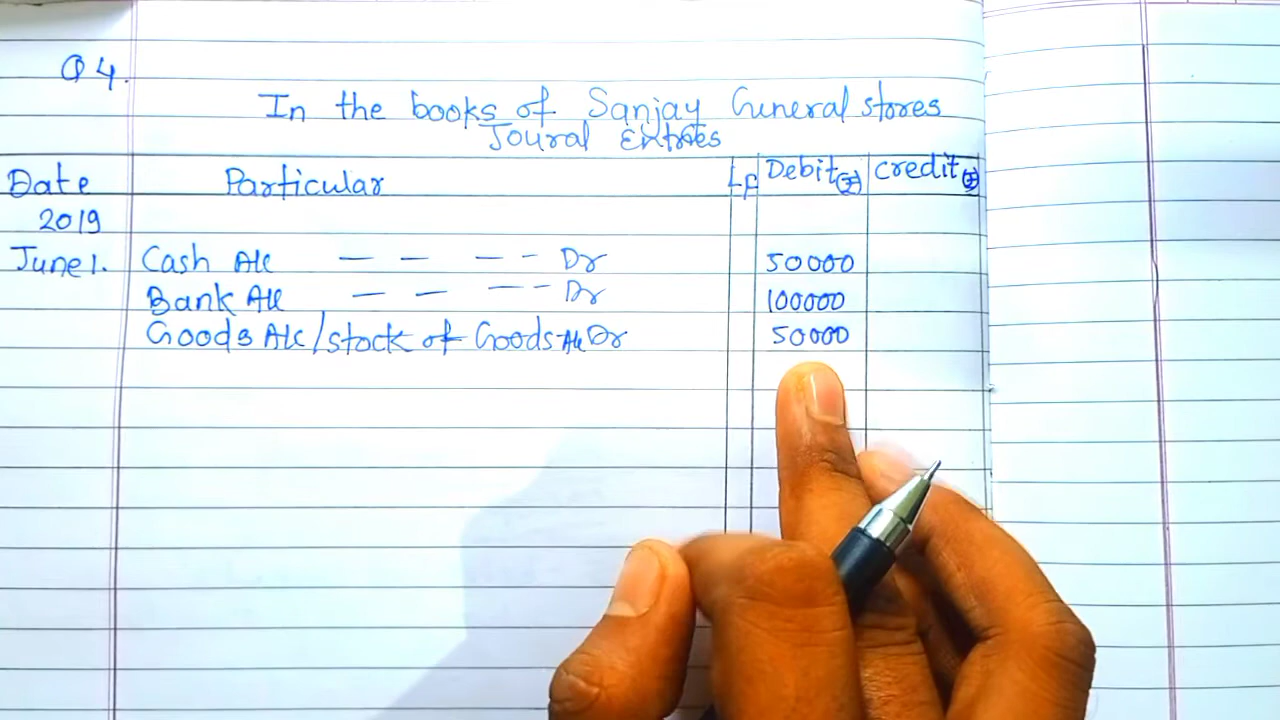 Q 4.
In the books of Sanjay General stores
Joural Entries
Date Particular Lf Debit(₹) credit(₹)
2019
June 1. Cash A/c — — — -- Dr 50000
Bank A/c — — — -- Dr 100000
Goods A/c/stock of Goods-A/c Dr 50000